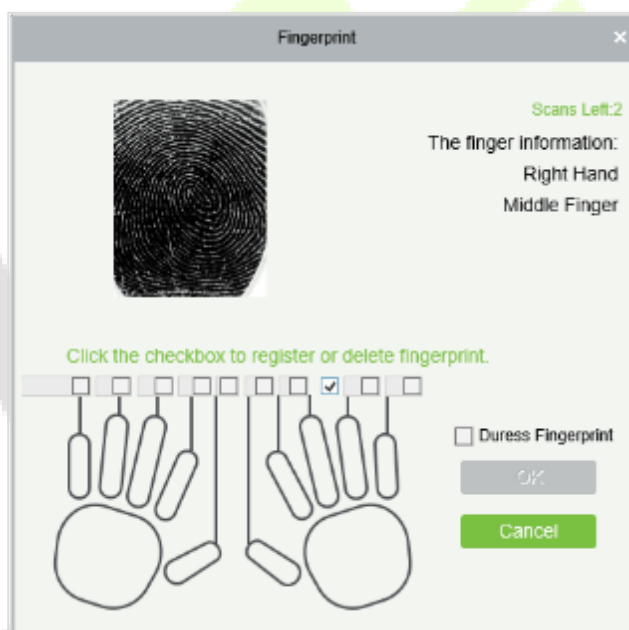 Fingerprint
Scans Left:2
The finger information:
Right Hand
Middle Finger
Click the checkbox to register or delete fingerprint.
Duress Fingerprint
OK
Cancel